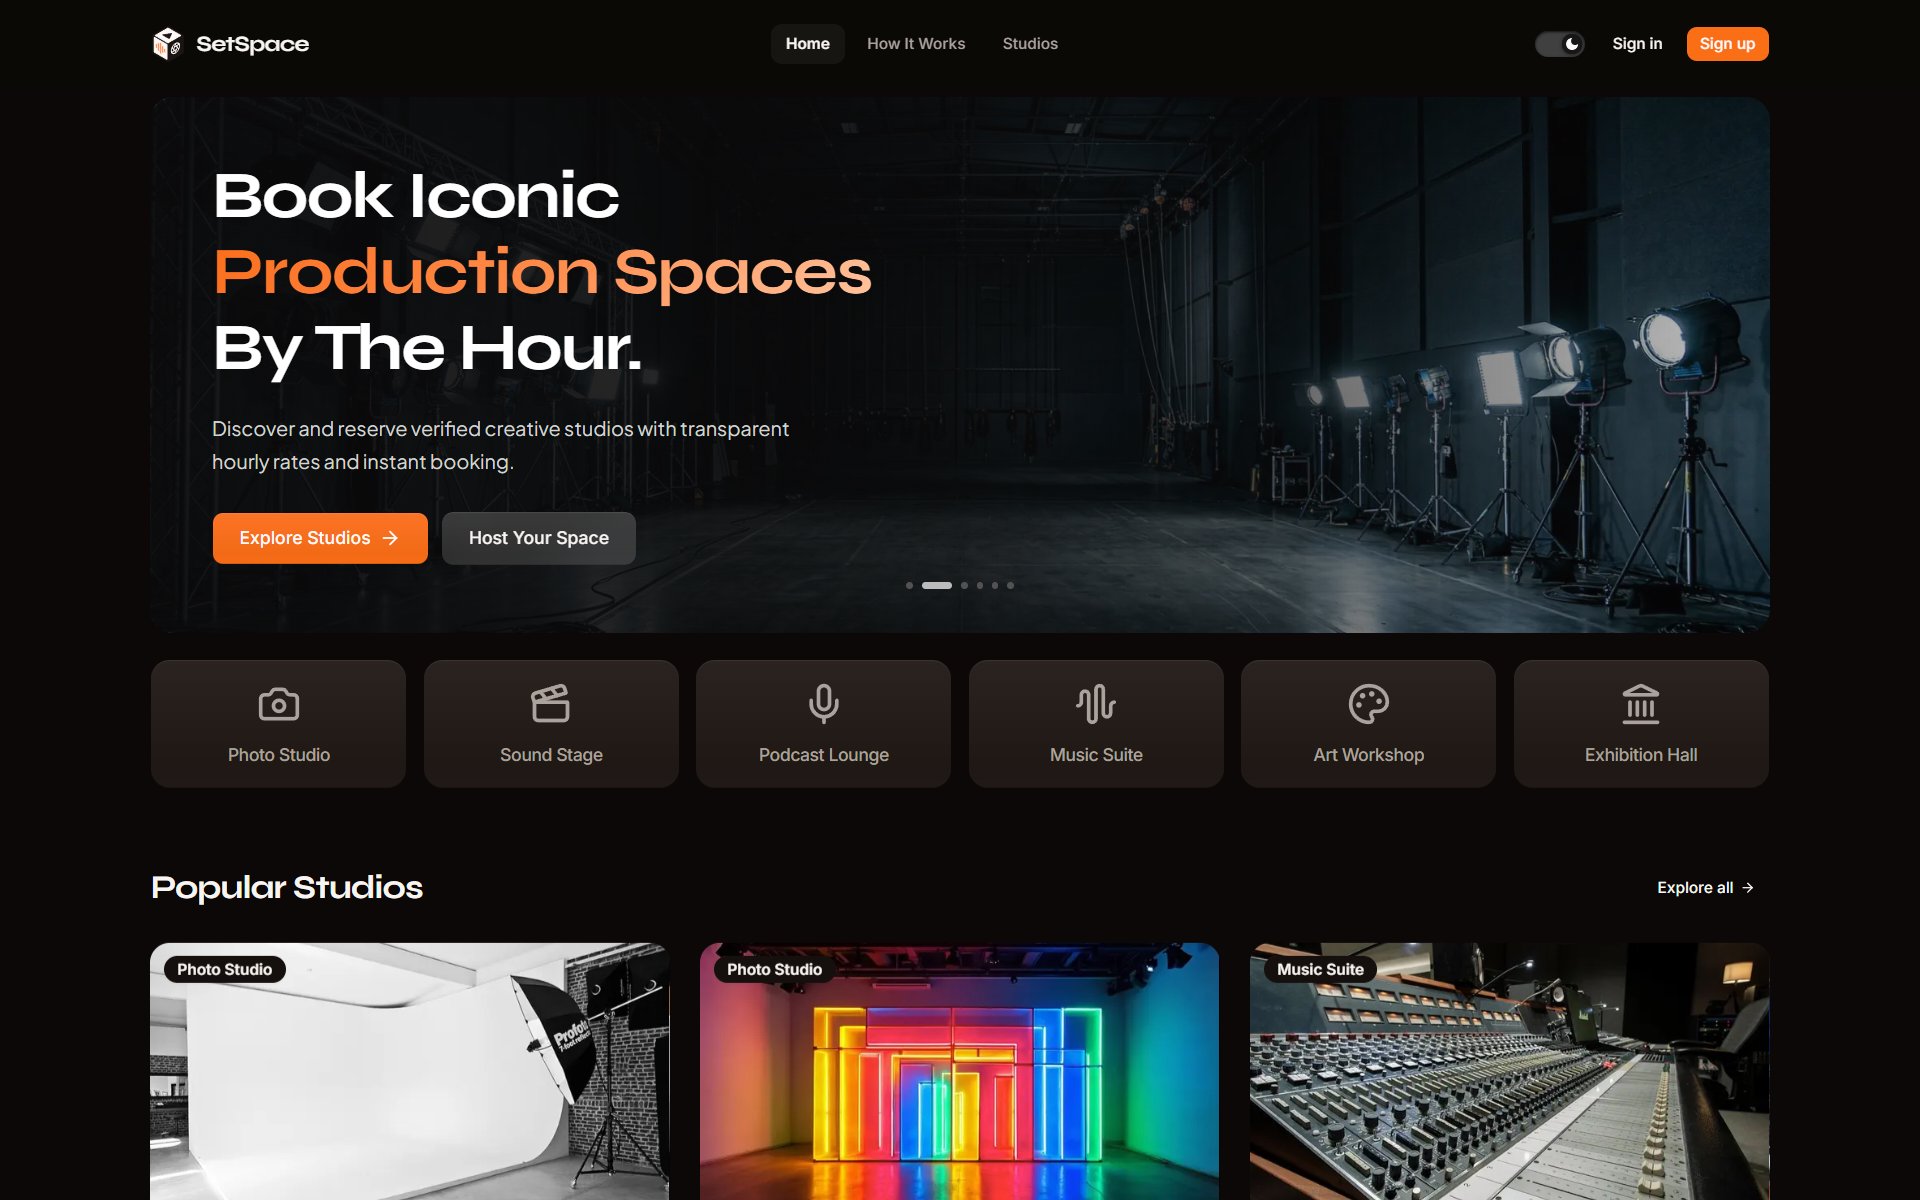 SetSpace
Home
How It Works
Studios
Sign in
Sign up
Book Iconic
Production Spaces
By The Hour.
Discover and reserve verified creative studios with transparent
hourly rates and instant booking.
Explore Studios
Host Your Space
Photo Studio
Sound Stage
Podcast Lounge
Music Suite
Art Workshop
Exhibition Hall
Popular Studios
Explore all
Photo Studio
Profoto
Photo Studio
Music Suite